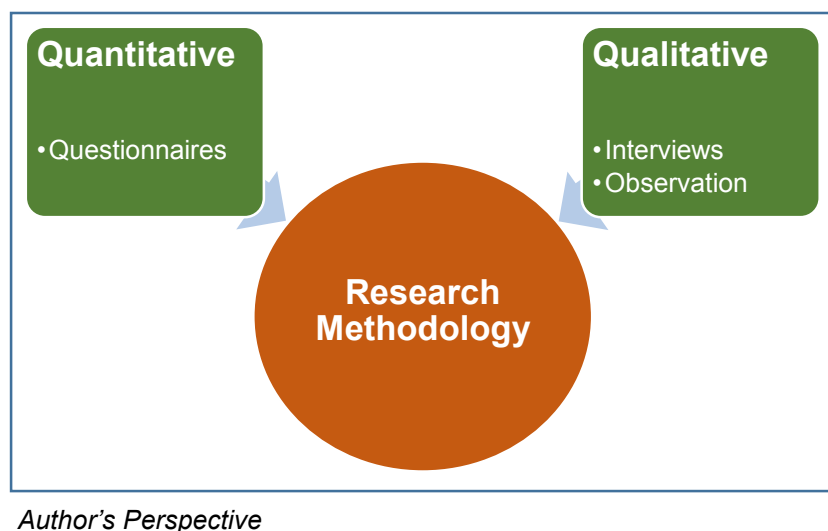 Quantitative
•Questionnaires
Qualitative
•Interviews
•Observation
Research
Methodology
Author's Perspective